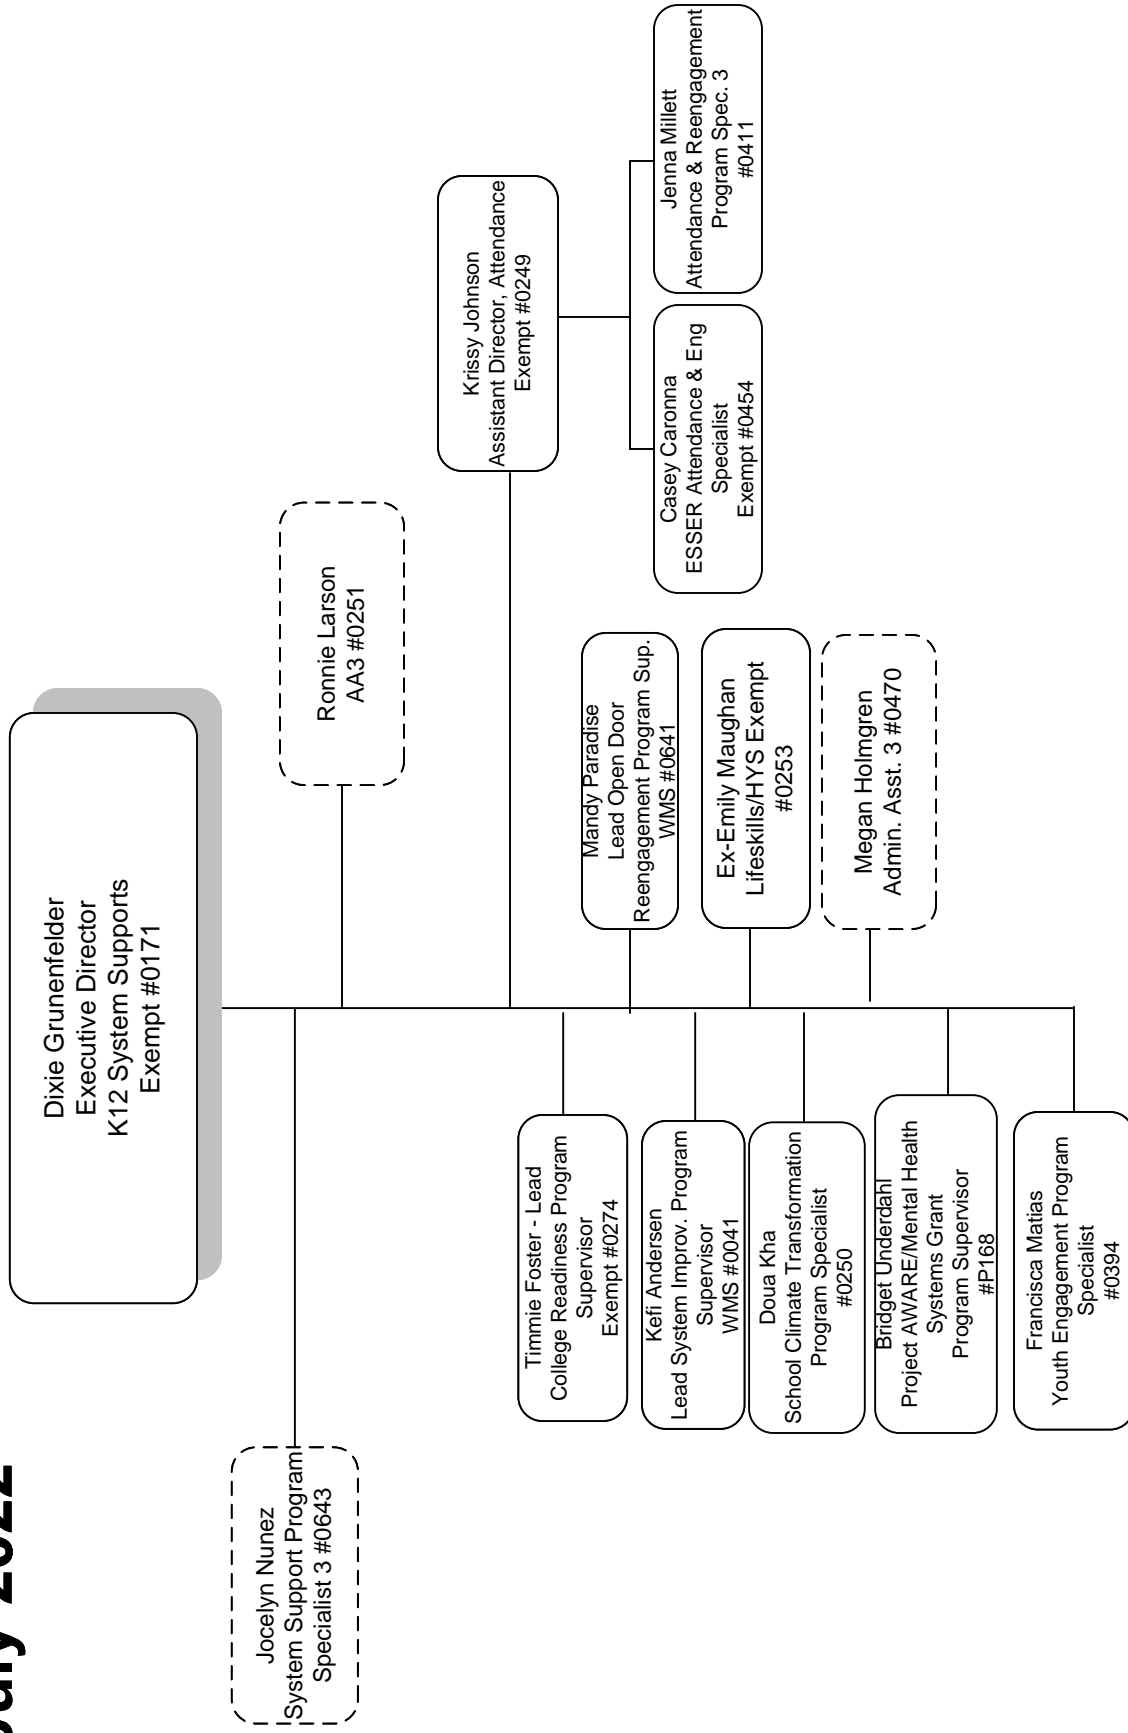 July 2022
Dixie Grunenfelder
Executive Director
K12 System Supports
Exempt #0171
Jocelyn Nunez
System Support Program
Specialist 3 #0643
Ronnie Larson
AA3 #0251
Krissy Johnson
Assistant Director, Attendance
Exempt #0249
Timmie Foster - Lead
College Readiness Program
Supervisor
Exempt #0274
Mandy Paradise
Lead Open Door
Reengagement Program Sup.
WMS #0641
Casey Caronna
ESSER Attendance & Eng
Specialist
Exempt #0454
Jenna Millett
Attendance & Reengagement
Program Spec. 3
#0411
Kefi Andersen
Lead System Improv. Program
Supervisor
WMS #0041
Ex-Emily Maughan
Lifeskills/HYS Exempt
#0253
Doua Kha
School Climate Transformation
Program Specialist
#0250
Megan Holmgren
Admin. Asst. 3 #0470
Bridget Underdahl
Project AWARE/Mental Health
Systems Grant
Program Supervisor
#P168
Francisca Matias
Youth Engagement Program
Specialist
#0394